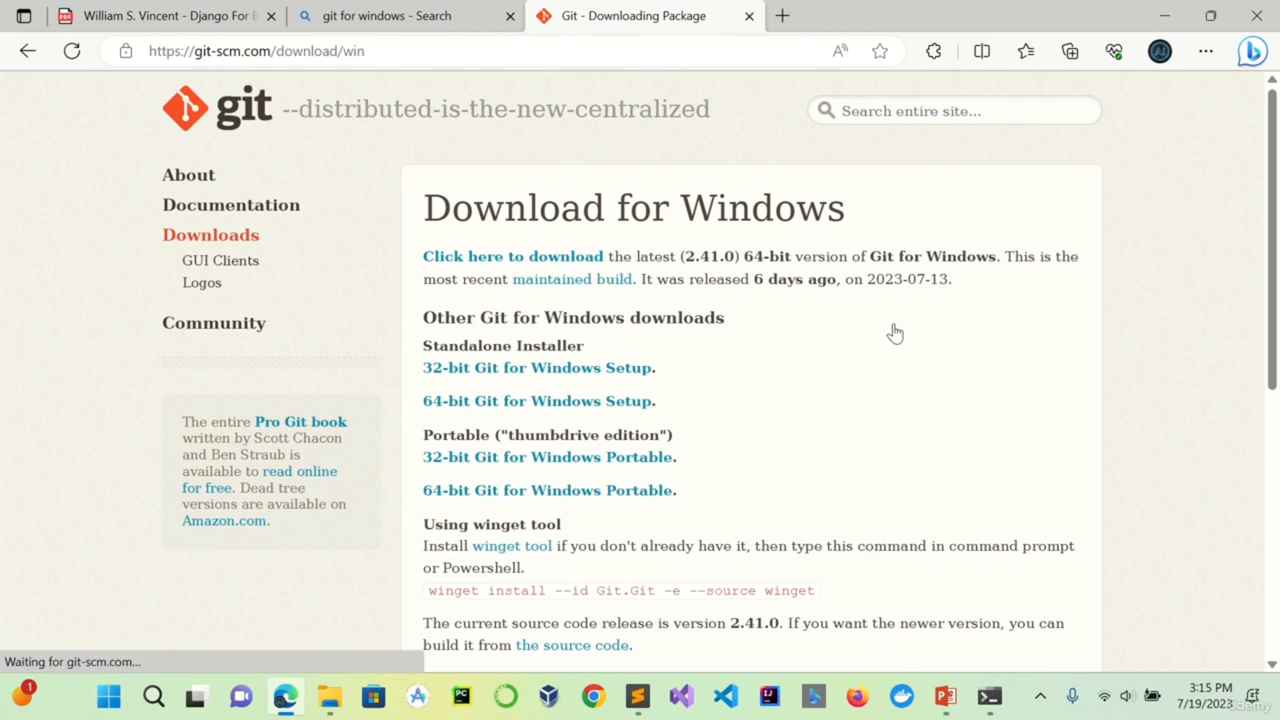 William S. Vincent - Django For B
git for windows - Search
Git - Downloading Package
https://git-scm.com/download/win
git --distributed-is-the-new-centralized
Search entire site...
About
Documentation
Downloads
GUI Clients
Logos
Community
The entire Pro Git book
written by Scott Chacon
and Ben Straub is
available to read online
for free. Dead tree
versions are available on
Amazon.com.
Download for Windows
Click here to download the latest (2.41.0) 64-bit version of Git for Windows. This is the
most recent maintained build. It was released 6 days ago, on 2023-07-13.
Other Git for Windows downloads
Standalone Installer
32-bit Git for Windows Setup.
64-bit Git for Windows Setup.
Portable ("thumbdrive edition")
32-bit Git for Windows Portable.
64-bit Git for Windows Portable.
Using winget tool
Install winget tool if you don't already have it, then type this command in command prompt
or Powershell.
winget install --id Git.Git -e --source winget
The current source code release is version 2.41.0. If you want the newer version, you can
build it from the source code.
Waiting for git-scm.com...
1
3:15 PM
7/19/2023
udemy